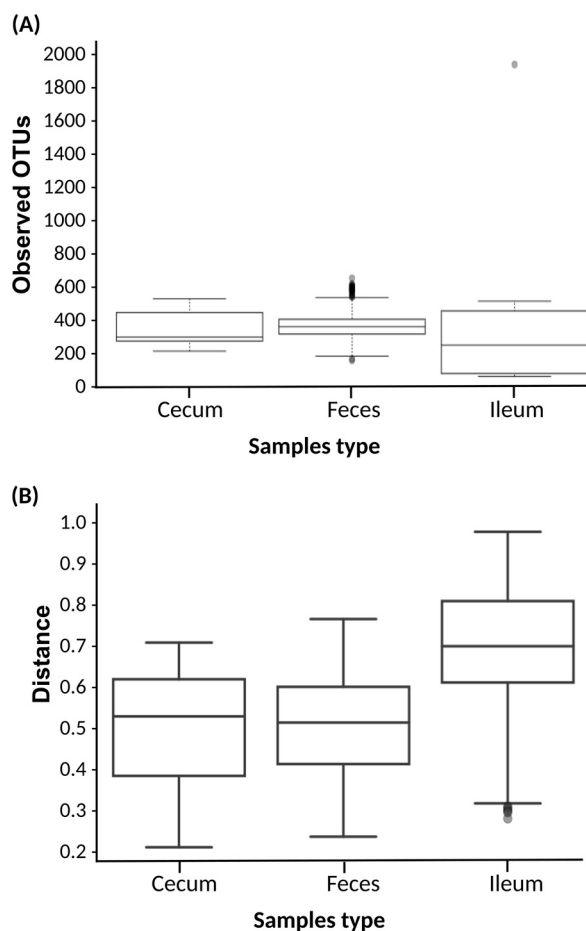 (A)
Observed OTUs
2000
1800
1600
1400
1200
1000
800
600
400
200
0
Cecum Feces Ileum
Samples type
(B)
Distance
1.0
0.9
0.8
0.7
0.6
0.5
0.4
0.3
0.2
Cecum Feces Ileum
Samples type